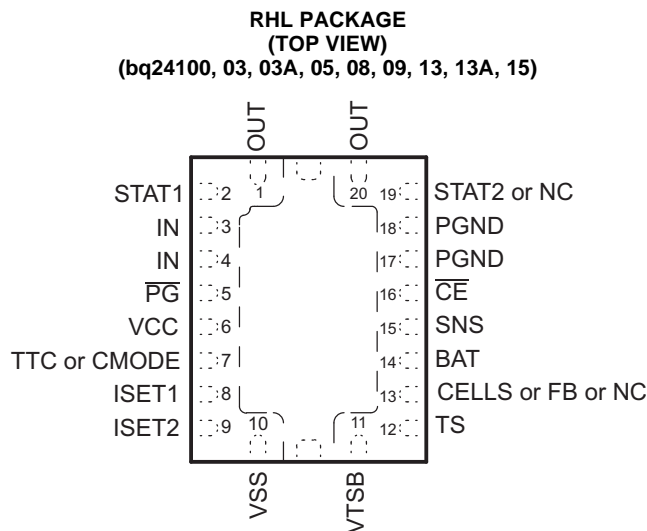 RHL PACKAGE
(TOP VIEW)
(bq24100, 03, 03A, 05, 08, 09, 13, 13A, 15)
OUT OUT
STAT1 2 1 20 19 STAT2 or NC
IN 3 18 PGND
IN 4 17 PGND
P̅G̅ 5 16 C̅E̅
VCC 6 15 SNS
TTC or CMODE 7 14 BAT
ISET1 8 13 CELLS or FB or NC
ISET2 9 10 11 12 TS
VSS VTSB